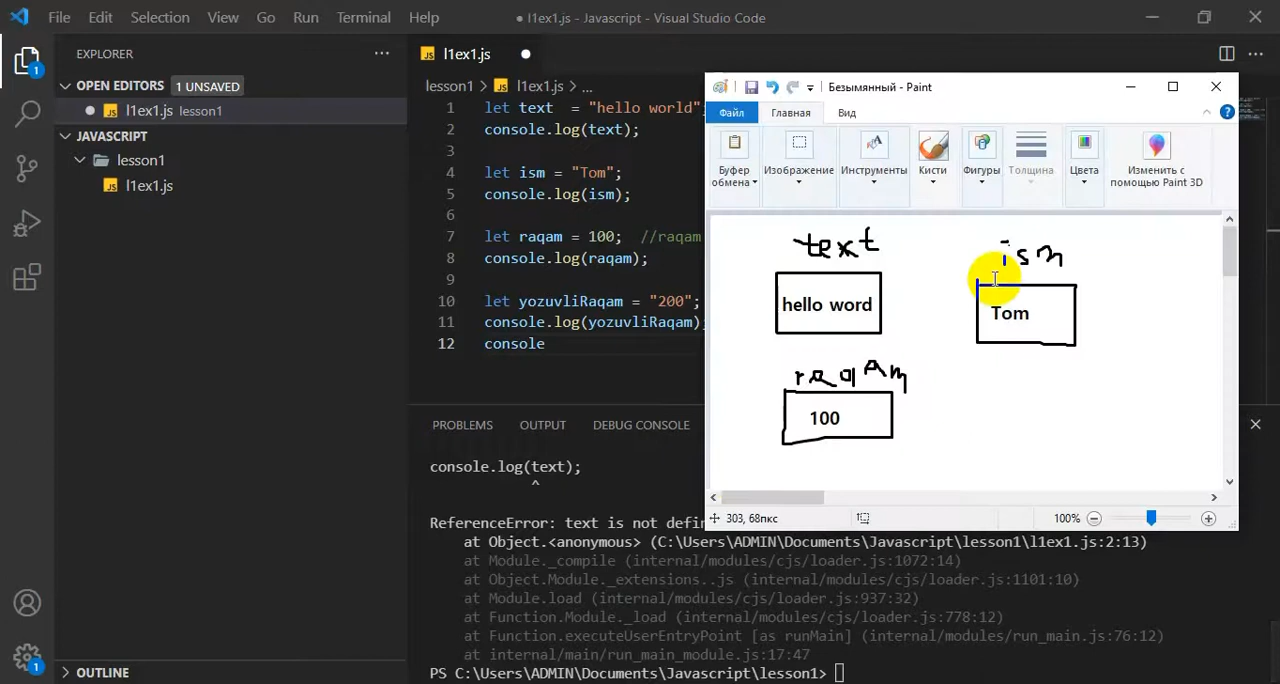 File Edit Selection View Go Run Terminal Help
● l1ex1.js - Javascript - Visual Studio Code
EXPLORER
OPEN EDITORS 1 UNSAVED
l1ex1.js lesson1
JAVASCRIPT
lesson1
l1ex1.js
OUTLINE
1
1
l1ex1.js
lesson1 > l1ex1.js > ...
1 let text = "hello world";
2 console.log(text);
3
4 let ism = "Tom";
5 console.log(ism);
6
7 let raqam = 100; //raqam
8 console.log(raqam);
9
10 let yozuvliRaqam = "200";
11 console.log(yozuvliRaqam);
12 console
PROBLEMS OUTPUT DEBUG CONSOLE
console.log(text);
^
ReferenceError: text is not defi
at Object.<anonymous> (C:\Users\ADMIN\Documents\Javascript\lesson1\l1ex1.js:2:13)
at Module._compile (internal/modules/cjs/loader.js:1072:14)
at Object.Module._extensions..js (internal/modules/cjs/loader.js:1101:10)
at Module.load (internal/modules/cjs/loader.js:937:32)
at Function.Module._load (internal/modules/cjs/loader.js:778:12)
at Function.executeUserEntryPoint [as runMain] (internal/modules/run_main.js:76:12)
at internal/main/run_main_module.js:17:47
PS C:\Users\ADMIN\Documents\Javascript\lesson1>
Безымянный - Paint
Файл Главная Вид
Буфер обмена
Изображение
Инструменты
Кисти
Фигуры
Толщина
Цвета
Изменить с помощью Paint 3D
text ism
hello word Tom
raqam
100
303, 68пкс
100%